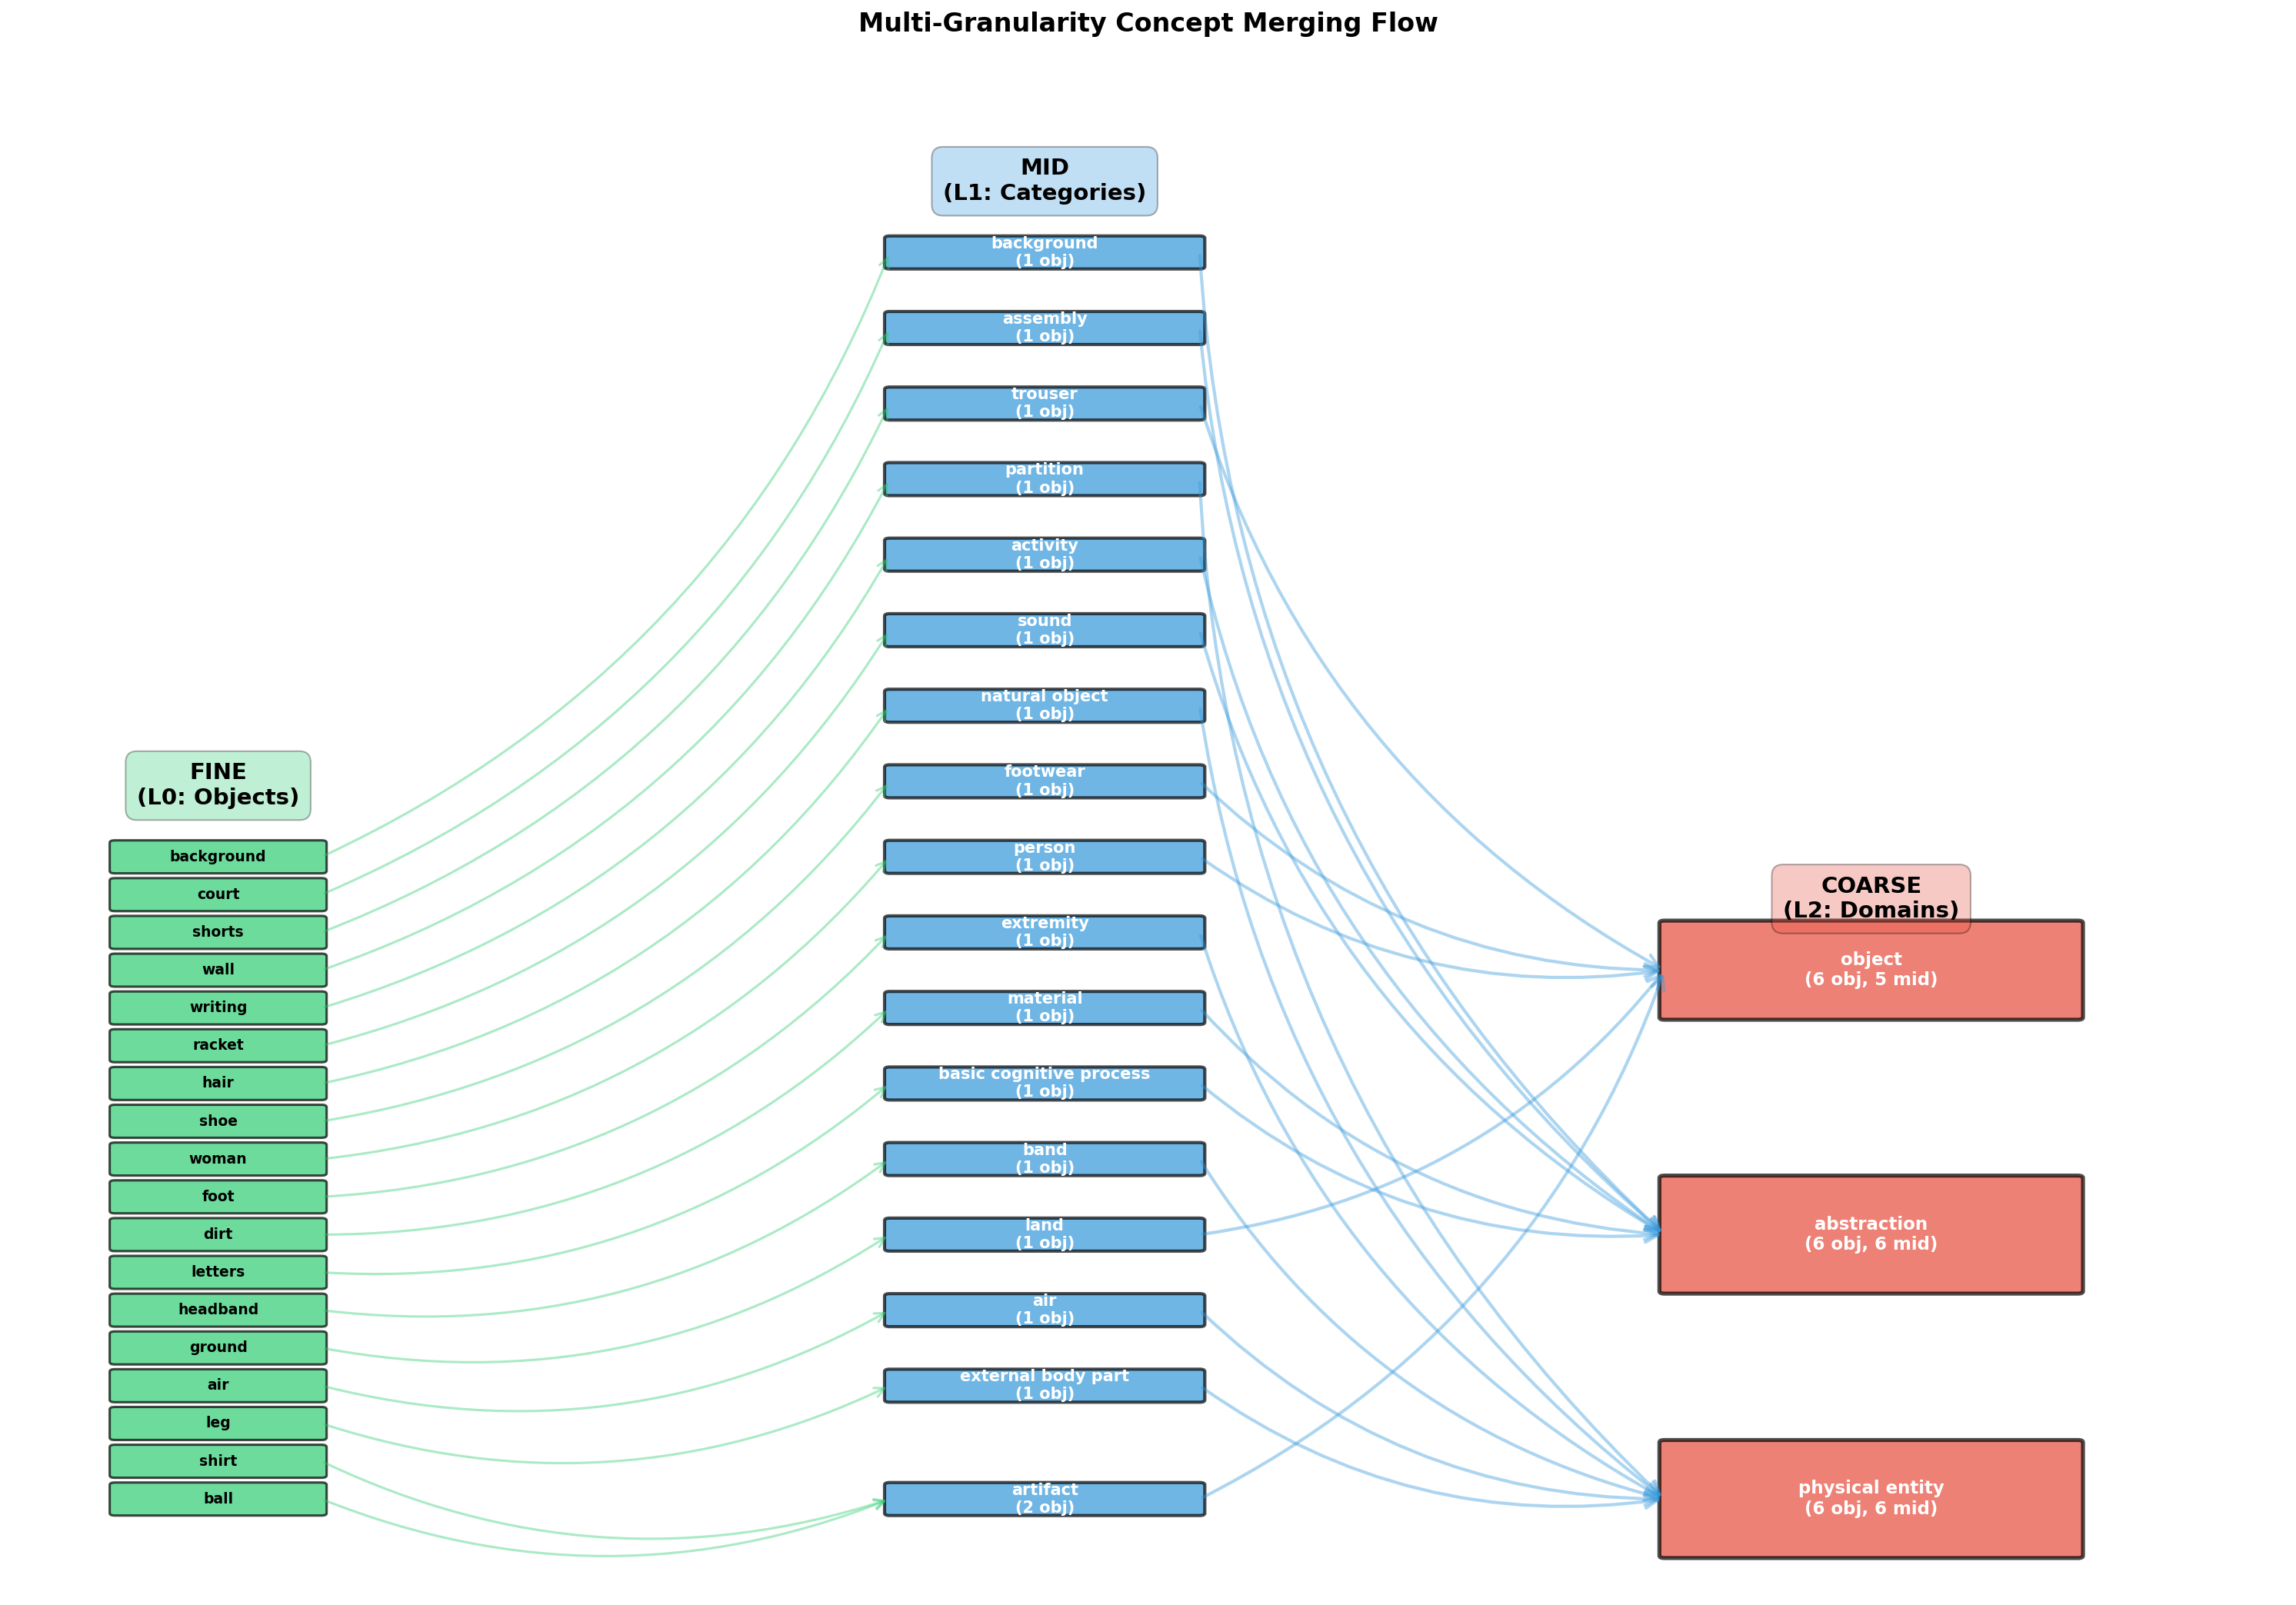 Multi-Granularity Concept Merging Flow
MID
(L1: Categories)
background
(1 obj)
assembly
(1 obj)
trouser
(1 obj)
partition
(1 obj)
activity
(1 obj)
sound
(1 obj)
natural object
(1 obj)
footwear
(1 obj)
person
(1 obj)
extremity
(1 obj)
material
(1 obj)
basic cognitive process
(1 obj)
band
(1 obj)
land
(1 obj)
air
(1 obj)
external body part
(1 obj)
artifact
(2 obj)
FINE
(L0: Objects)
background
court
shorts
wall
writing
racket
hair
shoe
woman
foot
dirt
letters
headband
ground
air
leg
shirt
ball
COARSE
(L2: Domains)
object
(6 obj, 5 mid)
abstraction
(6 obj, 6 mid)
physical entity
(6 obj, 6 mid)